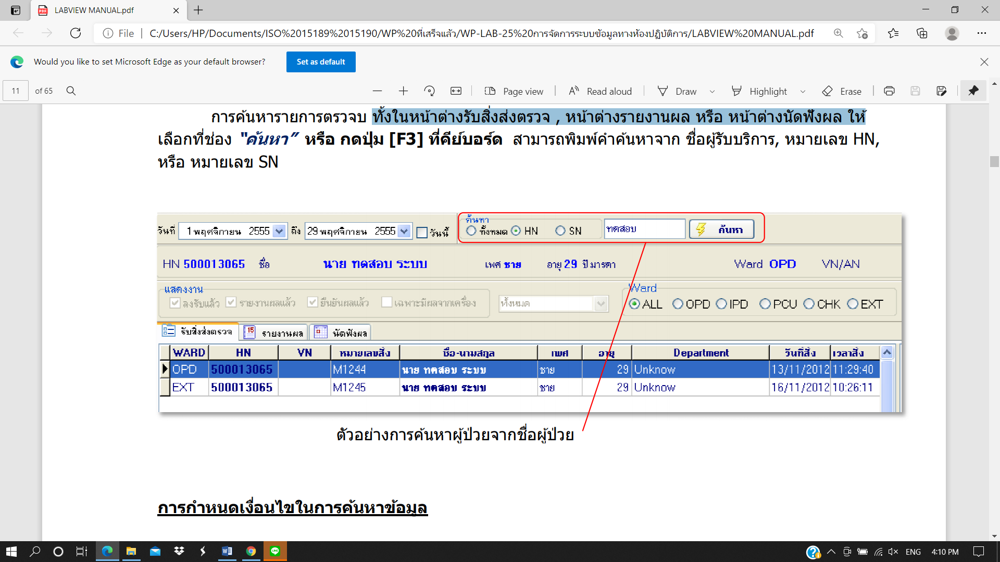 LABVIEW MANUAL.pdf
File
C:/Users/HP/Documents/ISO%2015189%2015190/WP%20ที่เสร็จแล้ว/WP-LAB-25%20การจัดการระบบข้อมูลทางห้องปฏิบัติการ/LABVIEW%20MANUAL.pdf
Would you like to set Microsoft Edge as your default browser? Set as default
11 of 65 Page view Read aloud Draw Highlight Erase
การค้นหารายการตรวจบ ทั้งในหน้าต่างรับสิ่งส่งตรวจ , หน้าต่างรายงานผล หรือ หน้าต่างนัดฟังผล ให้
เลือกที่ช่อง "ค้นหา" หรือ กดปุ่ม [F3] ที่คีย์บอร์ด สามารถพิมพ์คำค้นหาจาก ชื่อผู้รับบริการ, หมายเลข HN,
หรือ หมายเลข SN
ค้นหา
วันที่ 1 พฤศจิกายน 2555 ถึง 29 พฤศจิกายน 2555 วันนี้ ทั้งหมด HN SN ทดสอบ ค้นหา
HN 500013065 ชื่อ นาย ทดสอบ ระบบ เพศ ชาย อายุ 29 ปี มารดา Ward OPD VN/AN
แสดงงาน Ward
ลงรับแล้ว รายงานผลแล้ว ยืนยันผลแล้ว เฉพาะมีผลจากเครื่อง ทั้งหมด ALL OPD IPD PCU CHK EXT
รับสิ่งส่งตรวจ 15 รายงานผล นัดฟังผล
WARD HN VN หมายเลขสั่ง ชื่อ-นามสกุล เพศ อายุ Department วันที่สั่ง เวลาสั่ง
OPD 500013065 M1244 นาย ทดสอบ ระบบ ชาย 29 Unknow 13/11/2012 11:29:40
EXT 500013065 M1245 นาย ทดสอบ ระบบ ชาย 29 Unknow 16/11/2012 10:26:11
ตัวอย่างการค้นหาผู้ป่วยจากชื่อผู้ป่วย
การกำหนดเงื่อนไขในการค้นหาข้อมูล
ENG 4:10 PM